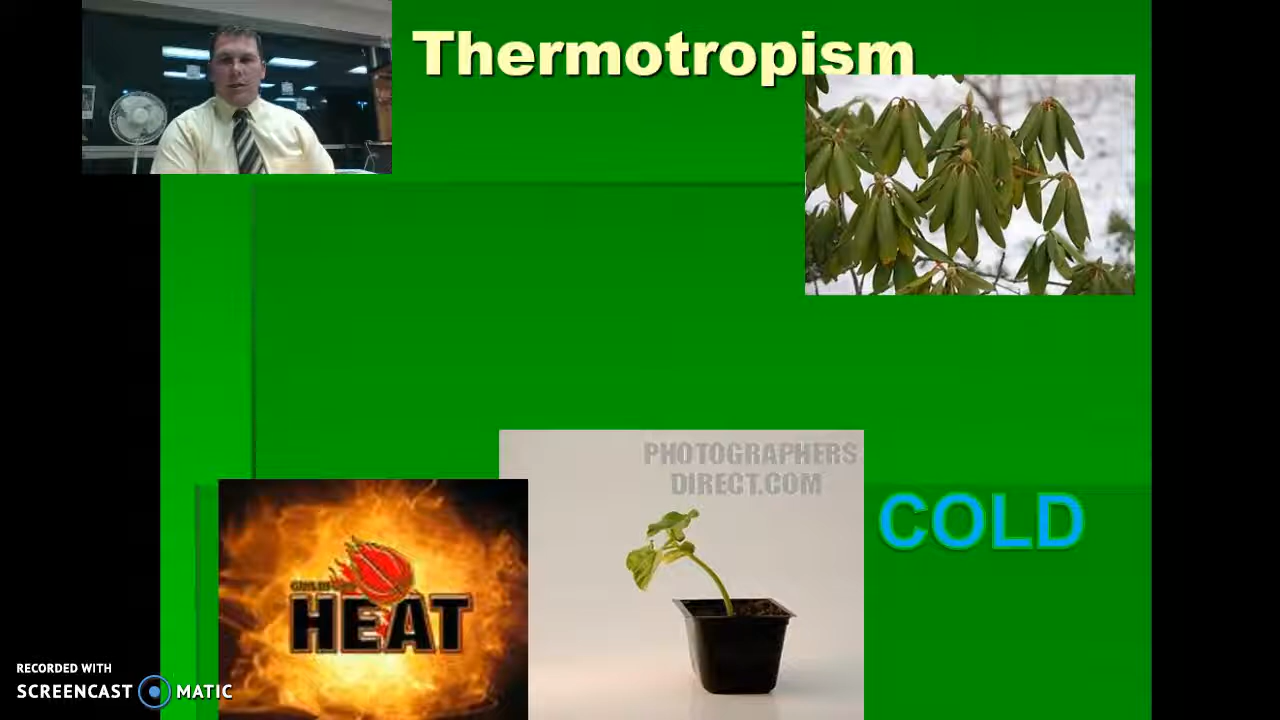 Thermotropism
PHOTOGRAPHERS
DIRECT.COM
COLD
HEAT
RECORDED WITH
SCREENCAST MATIC